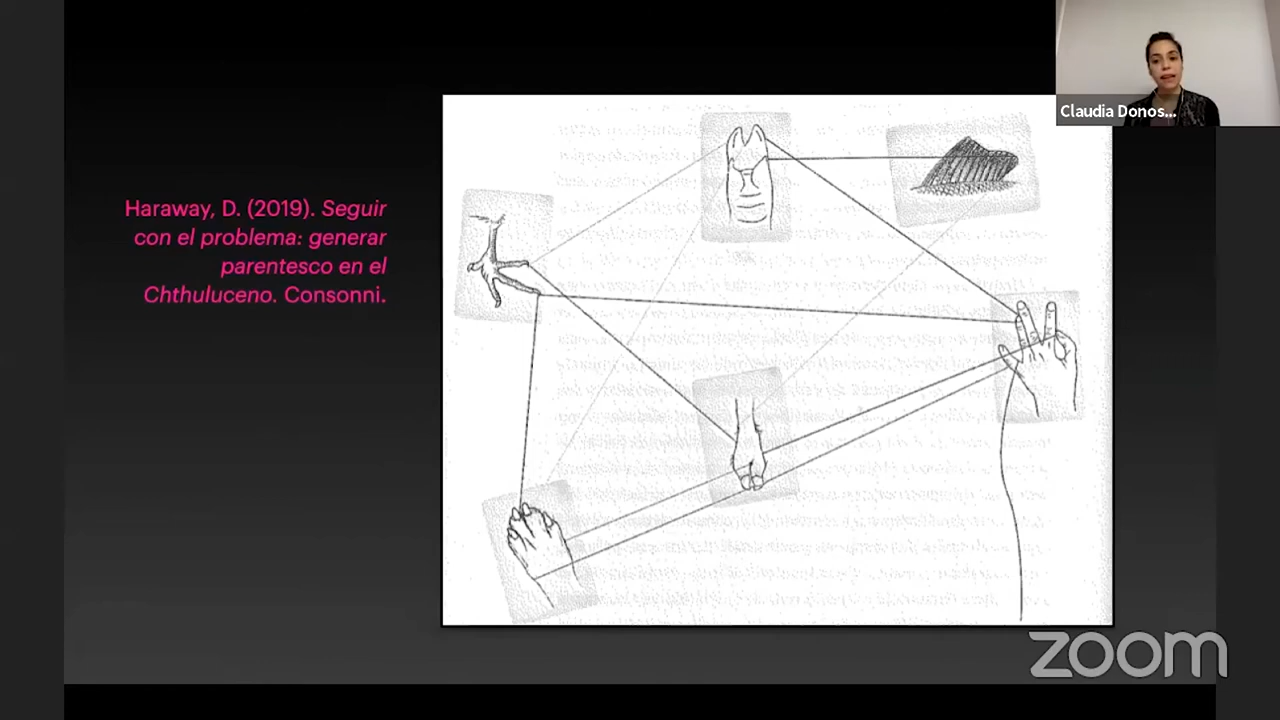 Claudia Donos...
Haraway, D. (2019). Seguir
con el problema: generar
parentesco en el
Chthuluceno. Consonni.
zoom